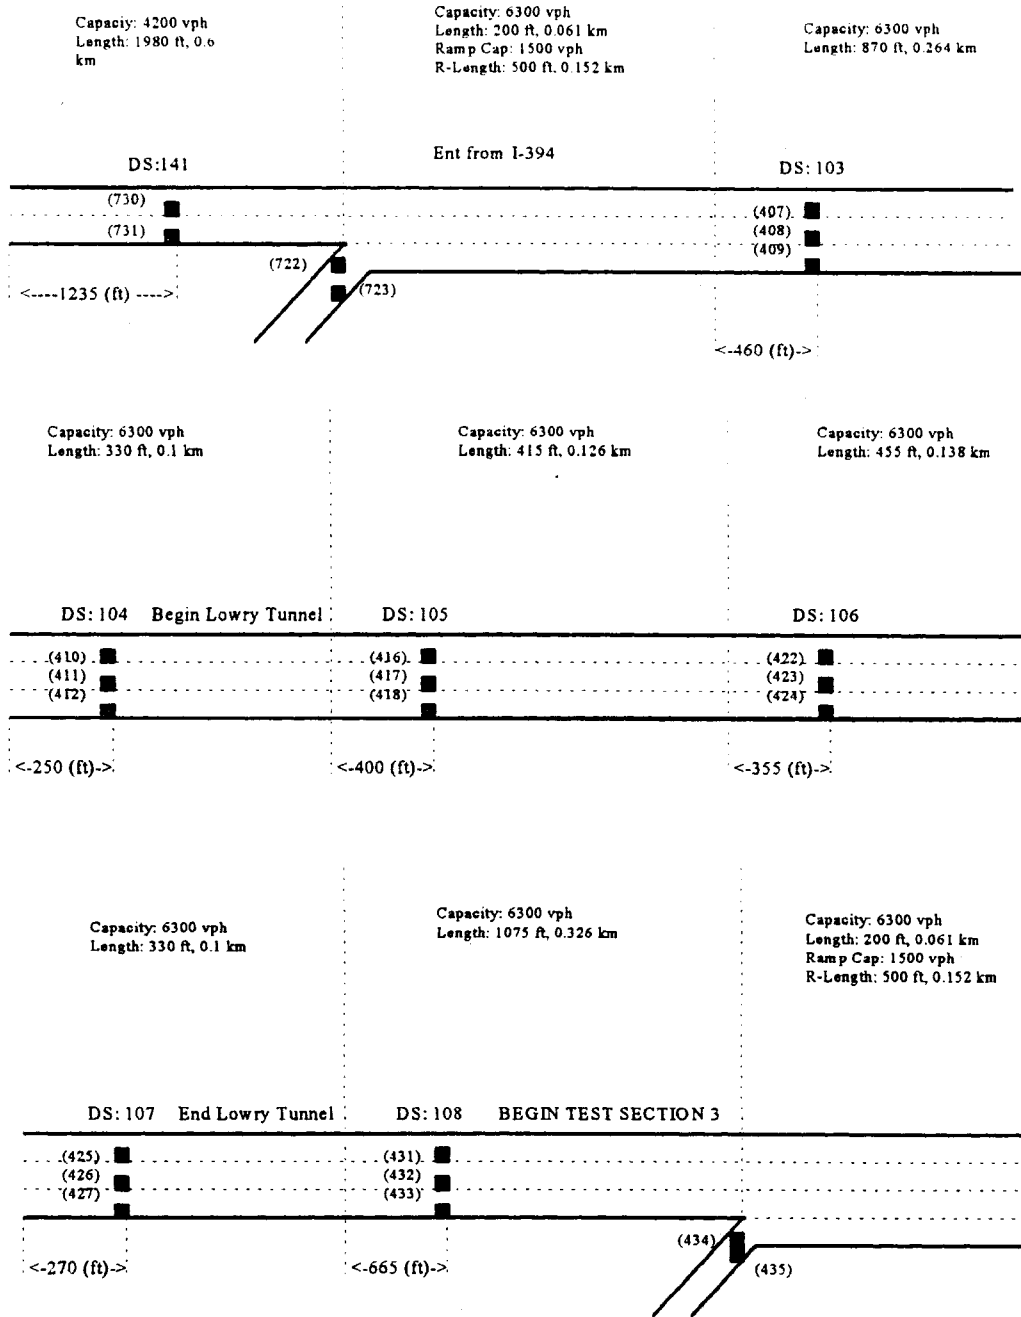 Capacity: 4200 vph
Length: 1980 ft, 0.6
km
Capacity: 6300 vph
Length: 200 ft, 0.061 km
Ramp Cap: 1500 vph
R-Length: 500 ft, 0.152 km
Capacity: 6300 vph
Length: 870 ft, 0.264 km
DS:141
Ent from I-394
DS: 103
(730)
(731)
(722)
(723)
(407)
(408)
(409)
<----1235 (ft) ---->
<-460 (ft)->
Capacity: 6300 vph
Length: 330 ft, 0.1 km
Capacity: 6300 vph
Length: 415 ft, 0.126 km
Capacity: 6300 vph
Length: 455 ft, 0.138 km
DS: 104 Begin Lowry Tunnel
DS: 105
DS: 106
(410)
(411)
(412)
(416)
(417)
(418)
(422)
(423)
(424)
<-250 (ft)->
<-400 (ft)->
<-355 (ft)->
Capacity: 6300 vph
Length: 330 ft, 0.1 km
Capacity: 6300 vph
Length: 1075 ft, 0.326 km
Capacity: 6300 vph
Length: 200 ft, 0.061 km
Ramp Cap: 1500 vph
R-Length: 500 ft, 0.152 km
DS: 107 End Lowry Tunnel
DS: 108 BEGIN TEST SECTION 3
(425)
(426)
(427)
(431)
(432)
(433)
(434)
(435)
<-270 (ft)->
<-665 (ft)->